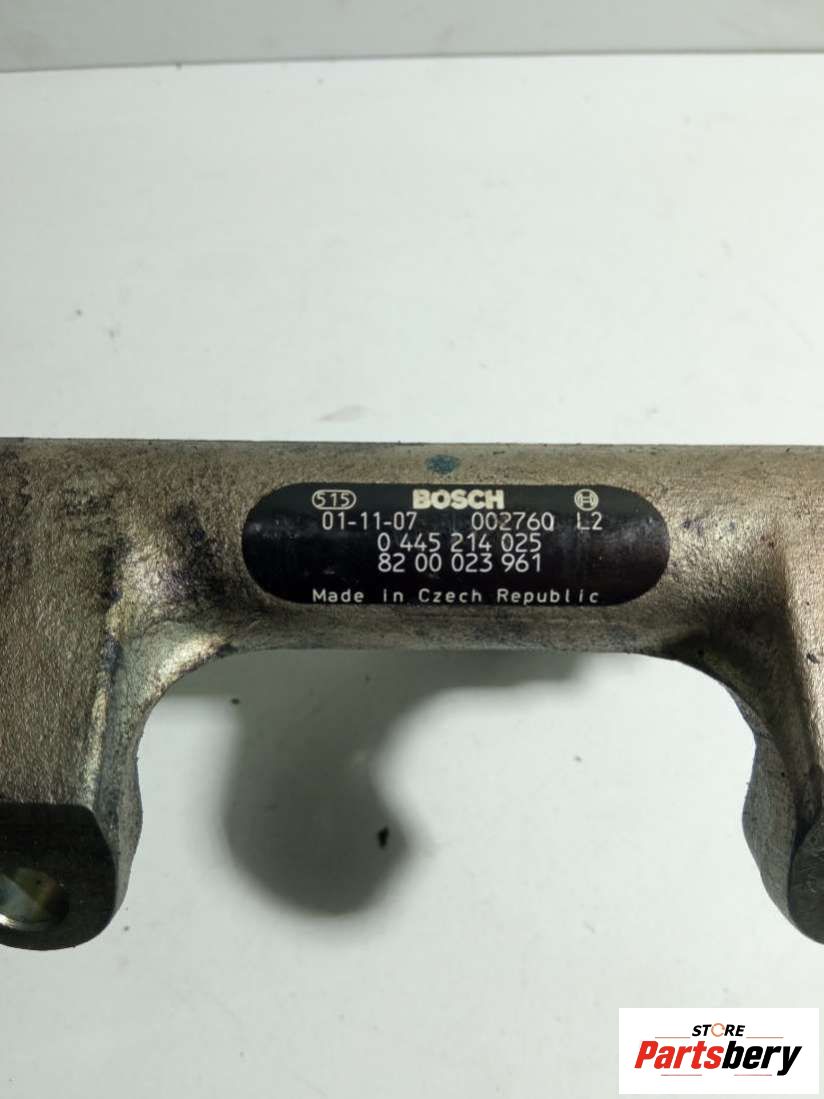 515 BOSCH
01-11-07 002760 L2
0 445 214 025
82 00 023 961
Made in Czech Republic
STORE
Partsbery